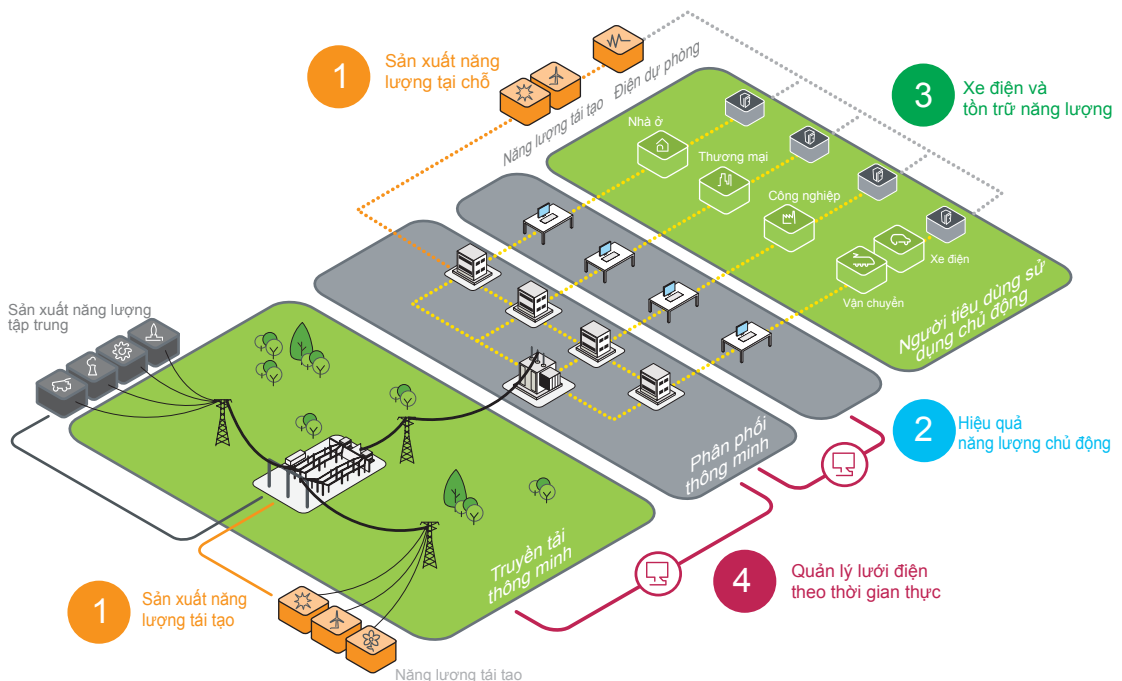 1
Sản xuất năng
lượng tại chỗ
Năng lượng tái tạo
Điện dự phòng
3
Xe điện và
tồn trữ năng lượng
Nhà ở
Thương mại
Công nghiệp
Xe điện
Vận chuyển
Người tiêu dùng sử
dụng chủ động
Sản xuất năng lượng
tập trung
2
Hiệu quả
năng lượng chủ động
Phân phối
thông minh
Truyền tải
thông minh
4
Quản lý lưới điện
theo thời gian thực
1
Sản xuất năng
lượng tái tạo
Năng lượng tái tạo